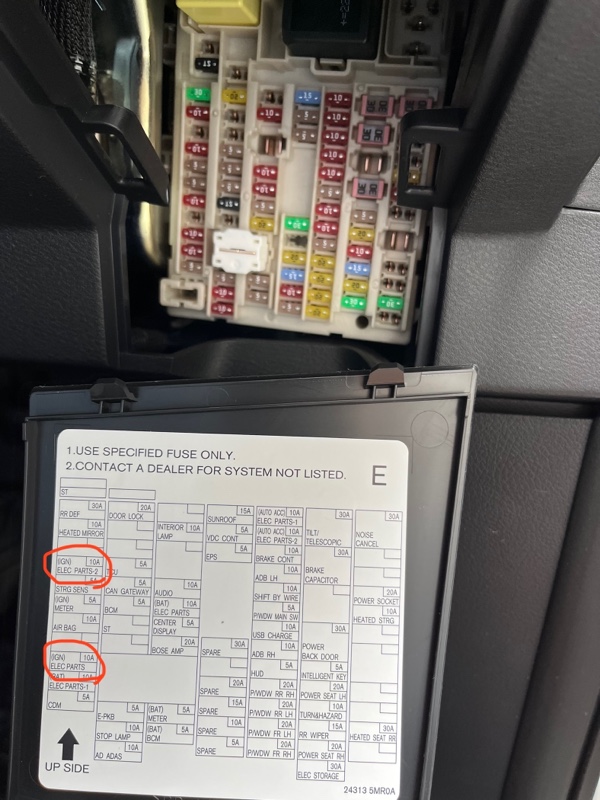 1.USE SPECIFIED FUSE ONLY.
2.CONTACT A DEALER FOR SYSTEM NOT LISTED.
E
ST
30A
RR DEF
10A
HEATED MIRROR
(IGN) 10A
ELEC PARTS-2
5A
STRG SENS
(IGN) 5A
METER
10A
AIR BAG
(IGN) 10A
ELEC PARTS
(BAT) 10A
ELEC PARTS-1
5A
CDM
UP SIDE
20A
DOOR LOCK
5A
5A
CAN GATEWAY
5A
BCM
ST
5A
E-PKB
10A
STOP LAMP
10A
AD ADAS
10A
INTERIOR
LAMP
10A
AUDIO
(BAT) 10A
ELEC PARTS
CENTER 5A
DISPLAY
20A
BOSE AMP
(BAT) 5A
METER
(BAT) 5A
BCM
15A
SUNROOF
5A
VDC CONT
5A
EPS
30A
SPARE
20A
SPARE
10A
SPARE
15A
SPARE
5A
SPARE
(AUTO ACC) 10A
ELEC PARTS-1
(AUTO ACC) 10A
ELEC PARTS-2
10A
BRAKE CONT
10A
ADB LH
10A
SHIFT BY WIRE
5A
P/WDW MAIN SW
10A
USB CHARGE
10A
ADB RH
5A
HUD
20A
P/WDW RR RH
20A
P/WDW RR LH
20A
P/WDW FR LH
20A
P/WDW FR RH
30A
TILT/
TELESCOPIC
30A
BRAKE
CAPACITOR
30A
POWER
BACK DOOR
5A
INTELLIGENT KEY
20A
POWER SEAT LH
10A
TURN&HAZARD
15A
RR WIPER
20A
POWER SEAT RH
30A
ELEC STORAGE
30A
NOISE
CANCEL
20A
POWER SOCKET
10A
HEATED STRG
30A
HEATED SEAT RR
24313 5MR0A